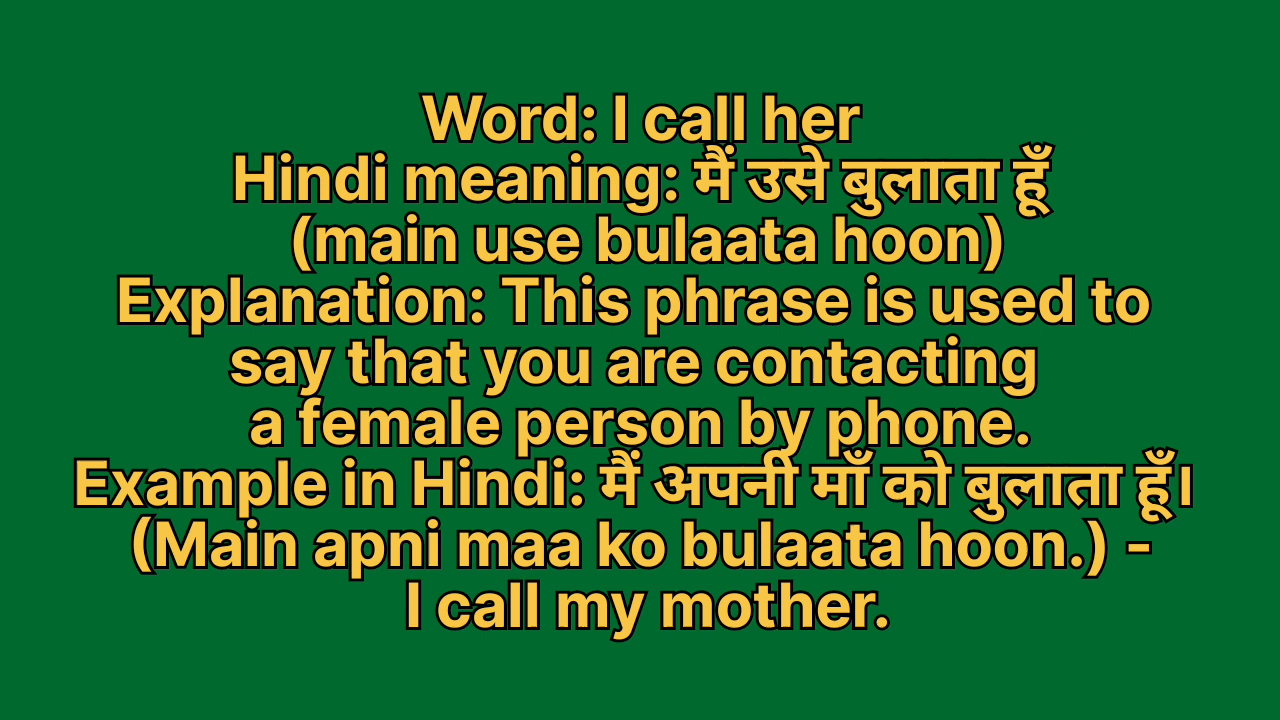 Word: I call her
Hindi meaning: मैं उसे बुलाता हूँ
(main use bulaata hoon)
Explanation: This phrase is used to
say that you are contacting
a female person by phone.
Example in Hindi: मैं अपनी माँ को बुलाता हूँ।
(Main apni maa ko bulaata hoon.) -
I call my mother.